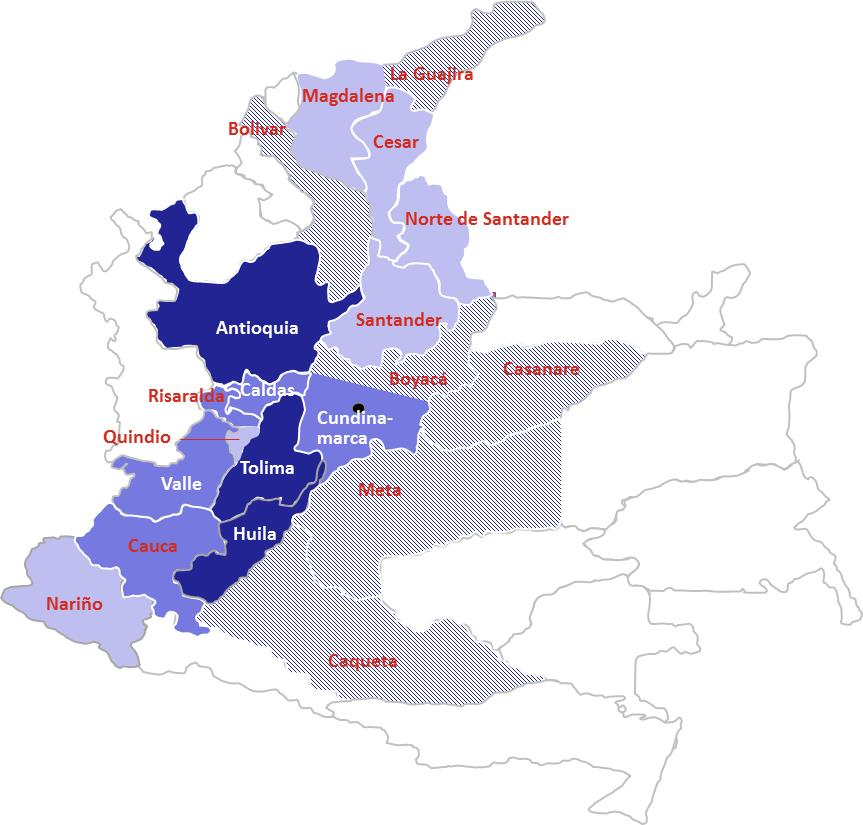 La Guajira
Magdalena
Bolivar
Cesar
Norte de Santander
Santander
Antioquia
Casanare
Boyacá
Caldas
Risaralda
Cundina-
marca
Quindio
Tolima
Valle
Meta
Huila
Cauca
Nariño
Caqueta